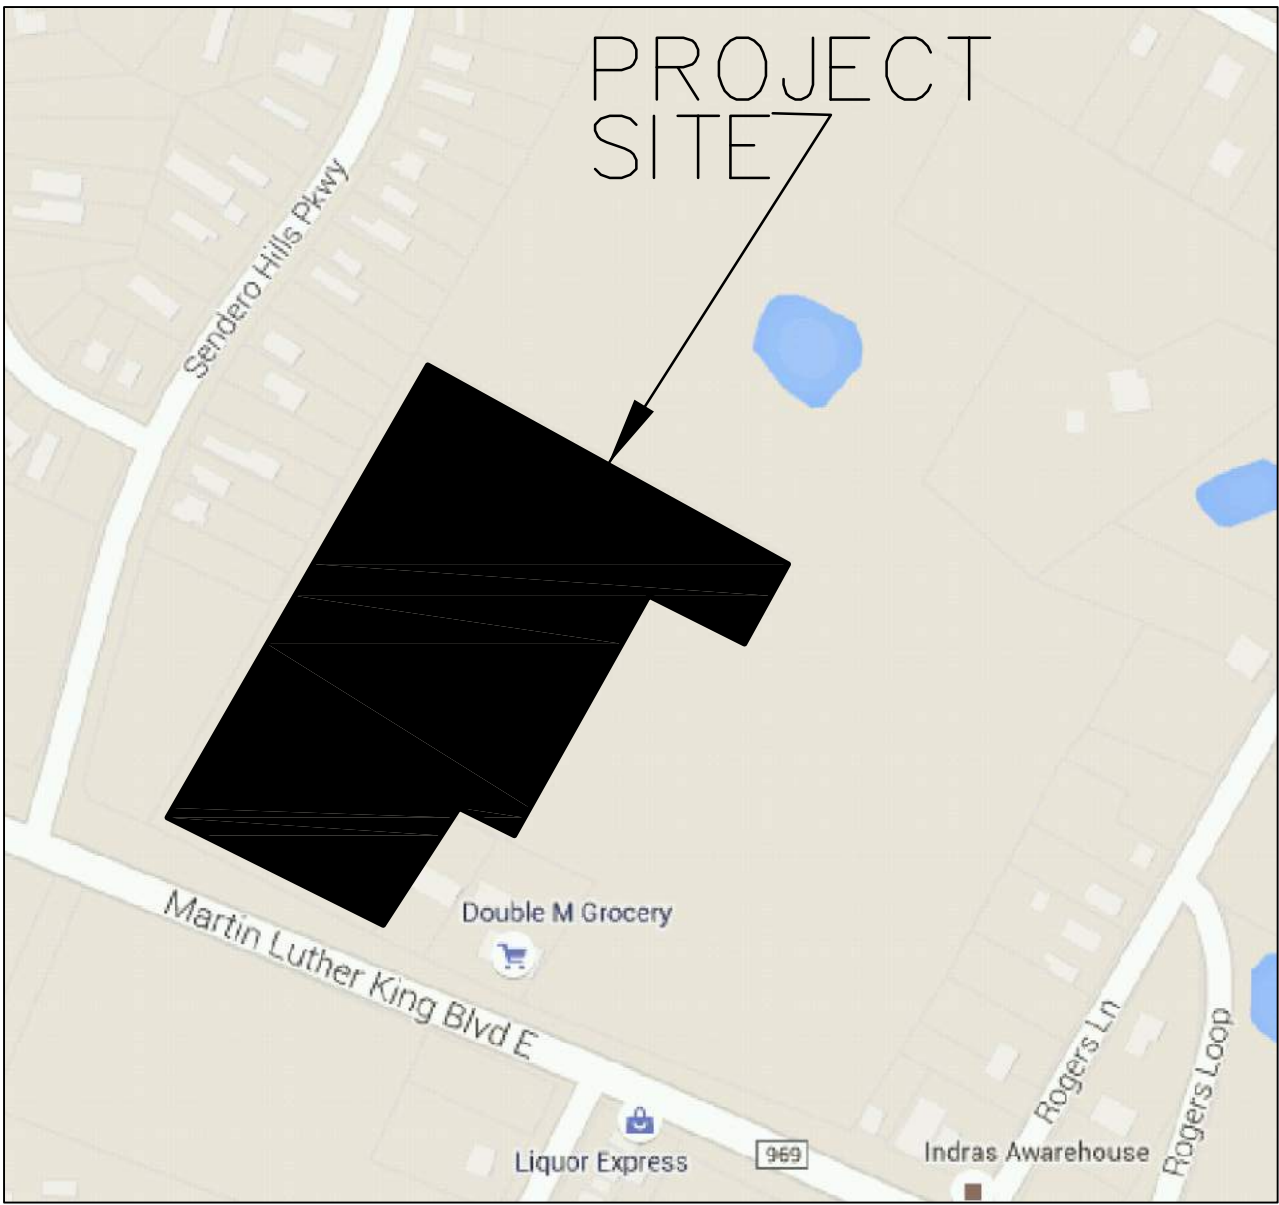 PROJECT
SITE
Sendero Hills Pkwy
Double M Grocery
Martin Luther King Blvd E
Rogers Ln
Rogers Loop
Liquor Express
969
Indras Awarehouse